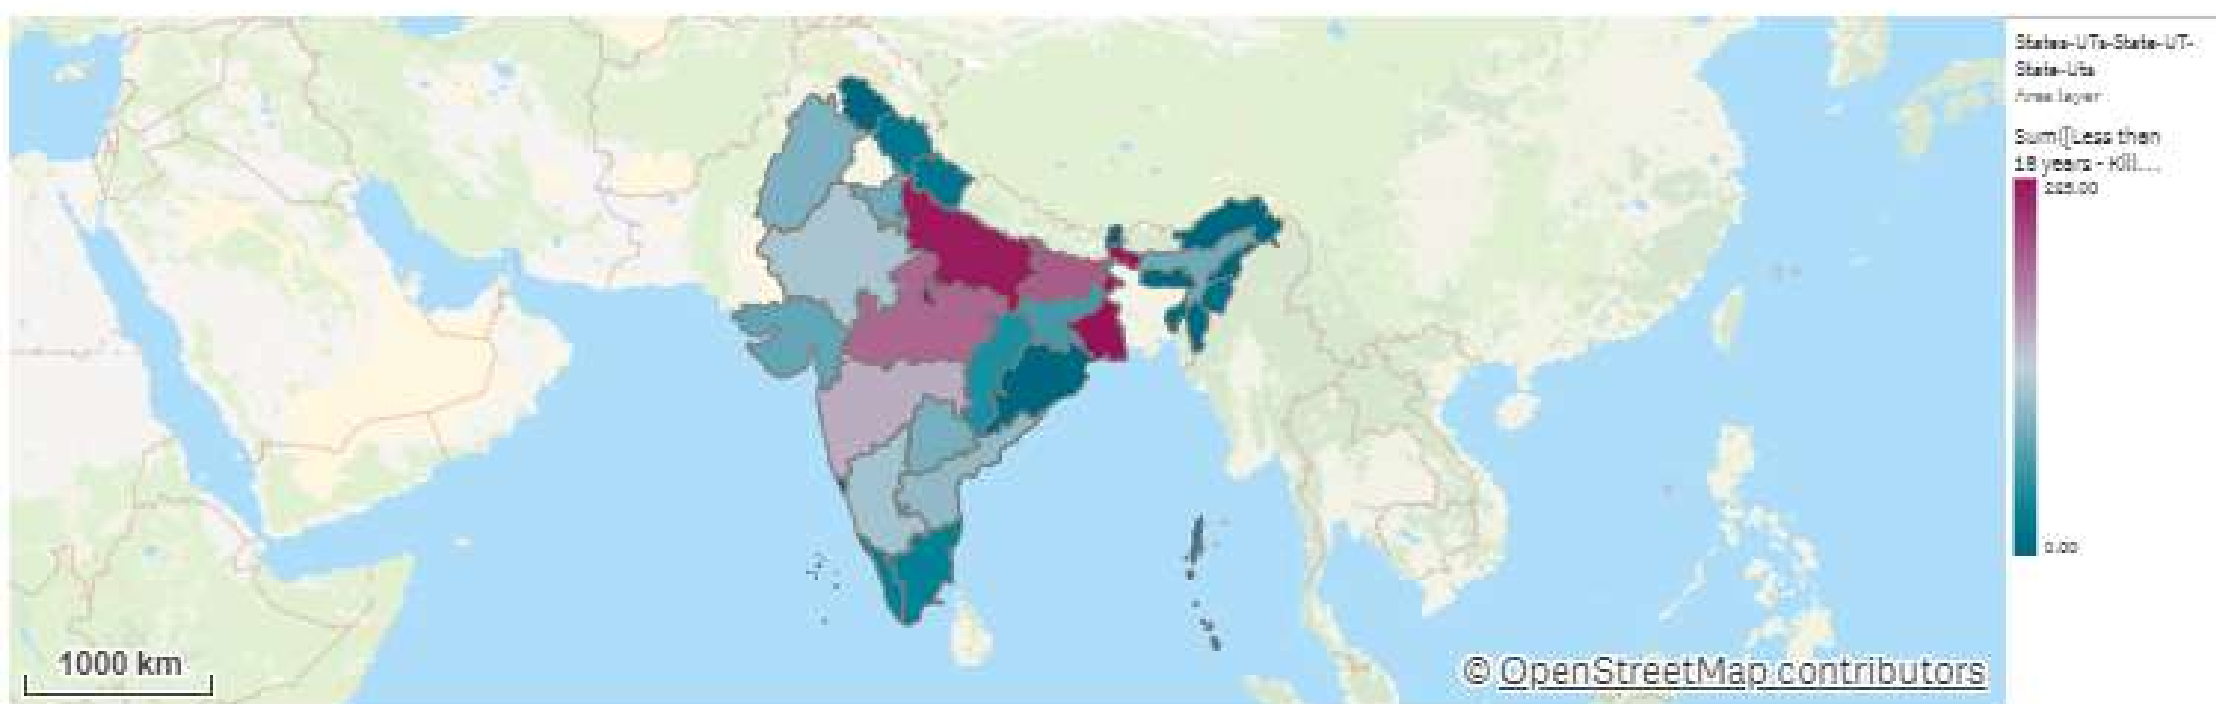 States-UTs-State-UT-
State-Uts
Area layer
Sum([Less than
18 years - Kill....
0.00
1000 km
© OpenStreetMap contributors